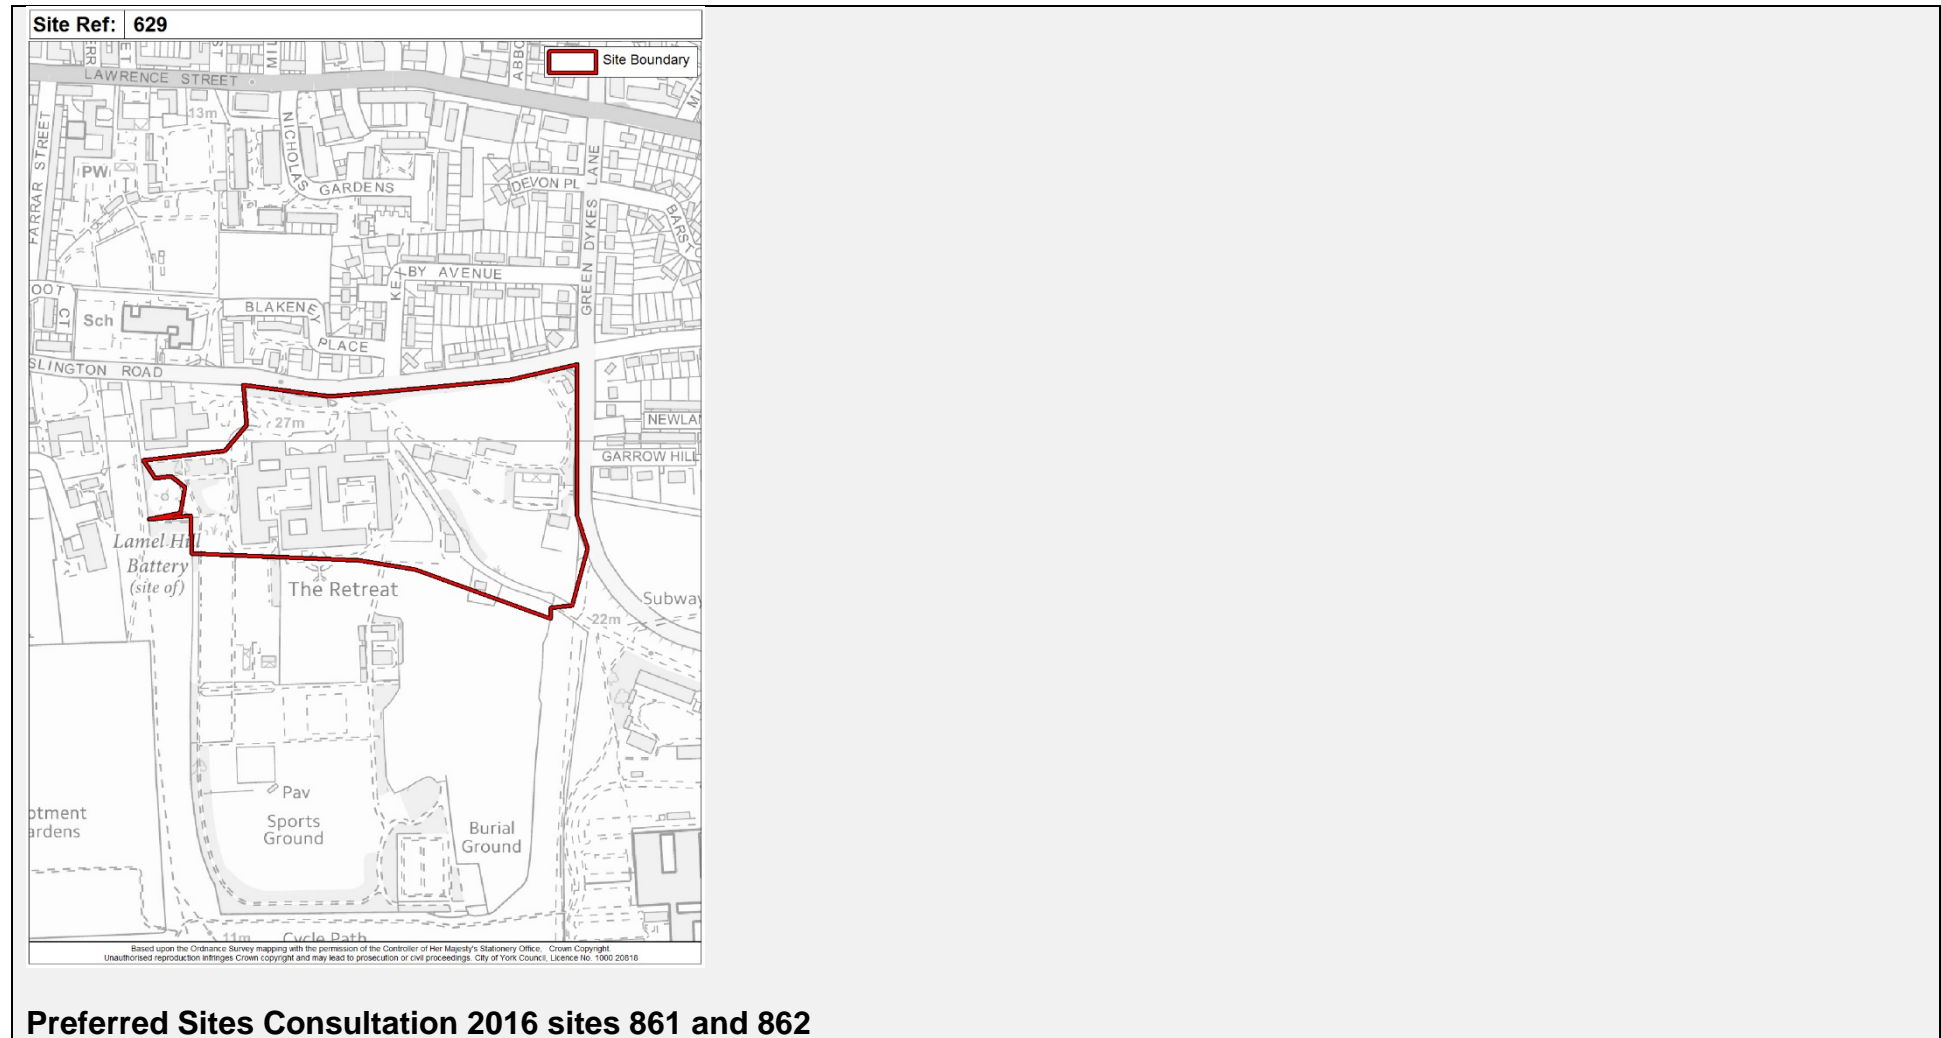 Site Ref: 629
Site Boundary
LAWRENCE STREET
13m
NICHOLAS
GARDENS
FARRAR STREET
PW
DEVON PL
GREEN DYKES LANE
BY AVENUE
BLAKENEY
PLACE
Sch
CT
SLINGTON ROAD
27m
NEWLA
GARROW HILL
Lamel Hill
Battery
(site of)
The Retreat
Subway
22m
Pav
Sports
Ground
Burial
Ground
otment
ardens
11m
Cycle Path
Based upon the Ordnance Survey mapping with the permission of the Controller of Her Majesty's Stationery Office, Crown Copyright.
Unauthorised reproduction infringes Crown copyright and may lead to prosecution or civil proceedings. City of York Council, Licence No. 1000 20818
Preferred Sites Consultation 2016 sites 861 and 862